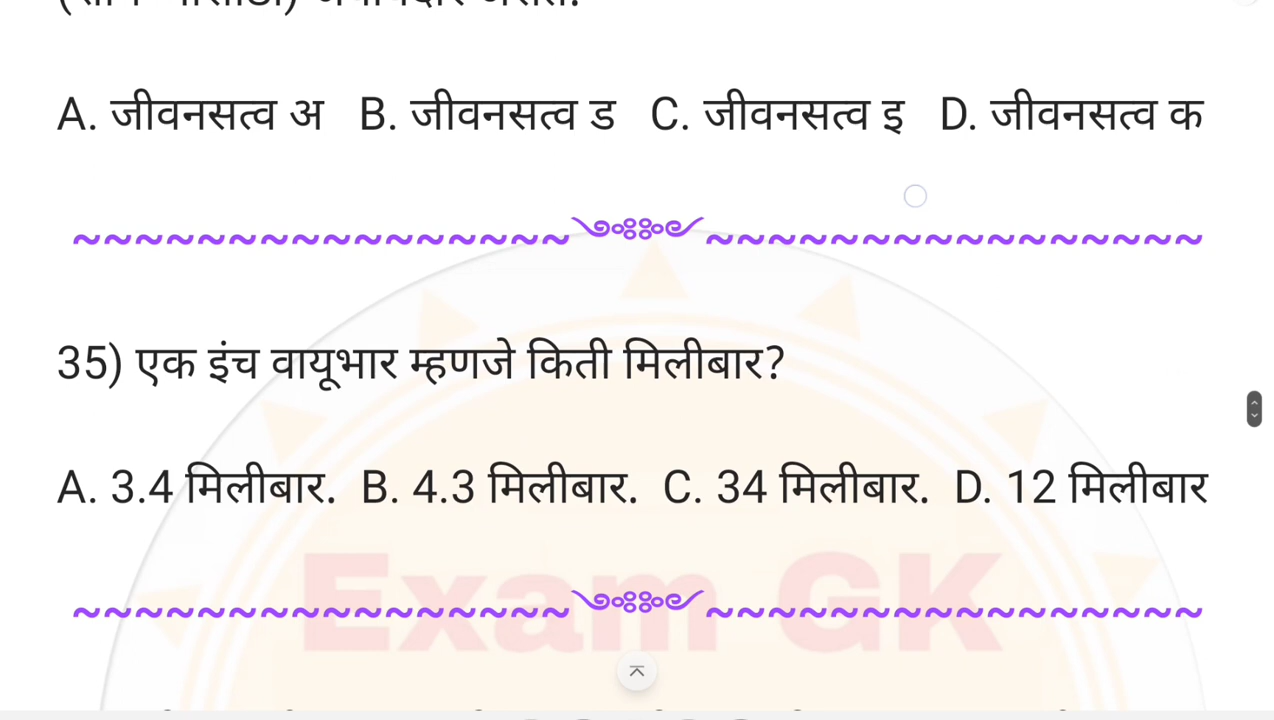 A. जीवनसत्व अ B. जीवनसत्व ड C. जीवनसत्व इ D. जीवनसत्व क
35) एक इंच वायूभार म्हणजे किती मिलीबार?
A. 3.4 मिलीबार. B. 4.3 मिलीबार. C. 34 मिलीबार. D. 12 मिलीबार
Exam GK